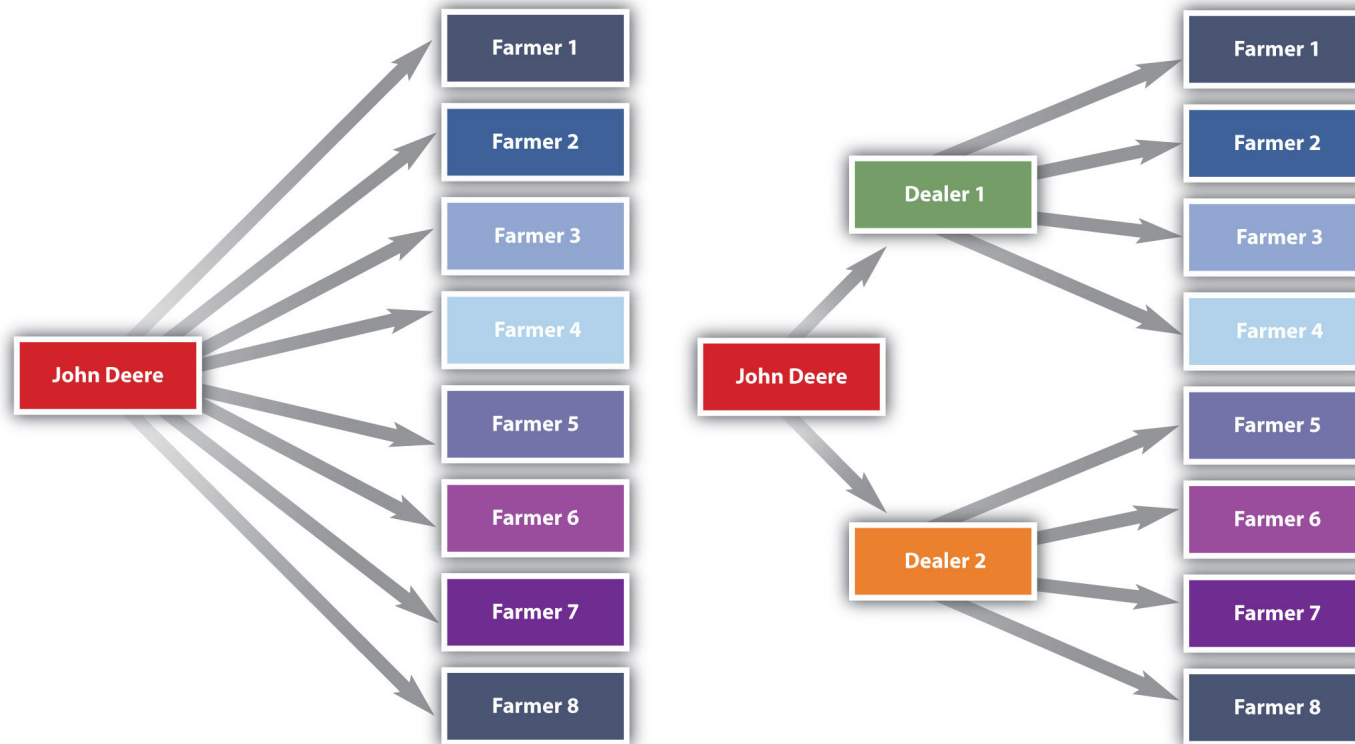 John Deere
Farmer 1
Farmer 2
Farmer 3
Farmer 4
Farmer 5
Farmer 6
Farmer 7
Farmer 8
John Deere
Dealer 1
Dealer 2
Farmer 1
Farmer 2
Farmer 3
Farmer 4
Farmer 5
Farmer 6
Farmer 7
Farmer 8